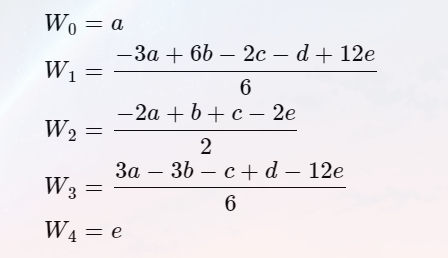 W₀ = a
W₁ = (-3a + 6b - 2c - d + 12e)/6
W₂ = (-2a + b + c - 2e)/2
W₃ = (3a - 3b - c + d - 12e)/6
W₄ = e